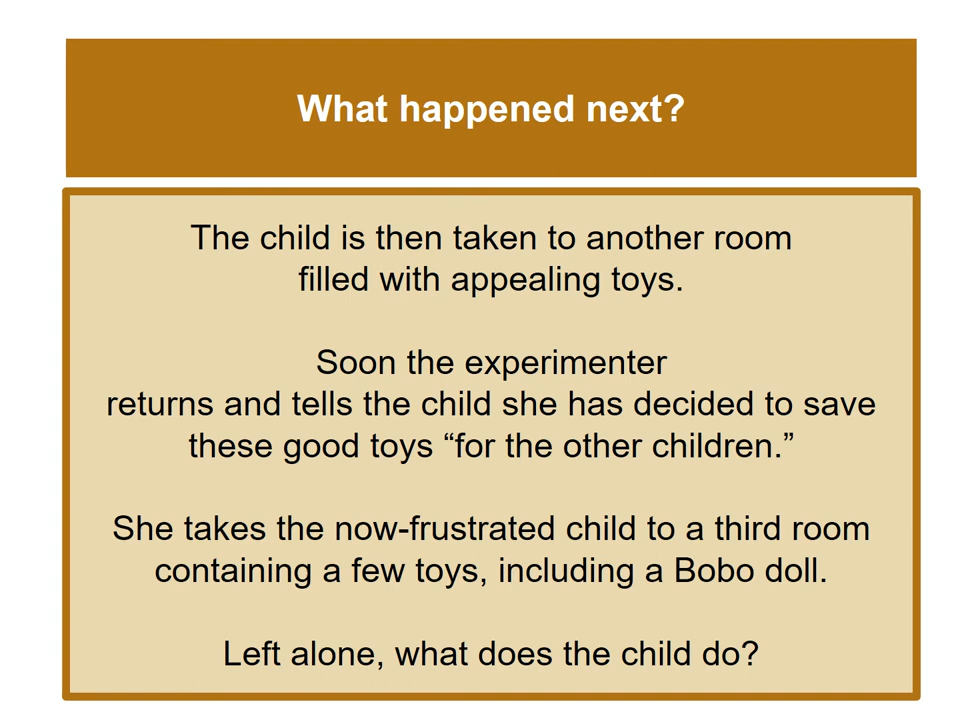 What happened next?
The child is then taken to another room
filled with appealing toys.
Soon the experimenter
returns and tells the child she has decided to save
these good toys “for the other children.”
She takes the now-frustrated child to a third room
containing a few toys, including a Bobo doll.
Left alone, what does the child do?